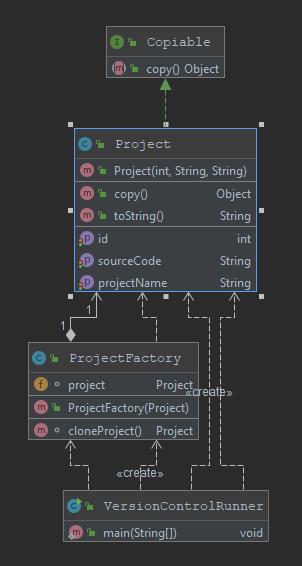 I Copiable
m copy() Object
C Project
m Project(int, String, String)
m copy() Object
m toString() String
p id int
p sourceCode String
p projectName String
1
1
C ProjectFactory
f project Project
«create»
m ProjectFactory(Project)
m cloneProject() Project
«create»
C VersionControlRunner
m main(String[]) void